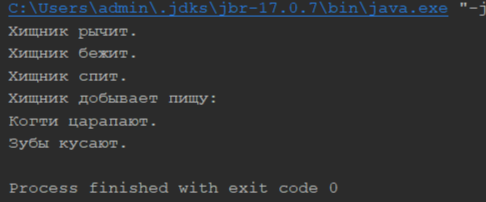 C:\Users\admin\.jdks\jbr-17.0.7\bin\java.exe "-j
Хищник рычит.
Хищник бежит.
Хищник спит.
Хищник добывает пищу:
Когти царапают.
Зубы кусают.
Process finished with exit code 0